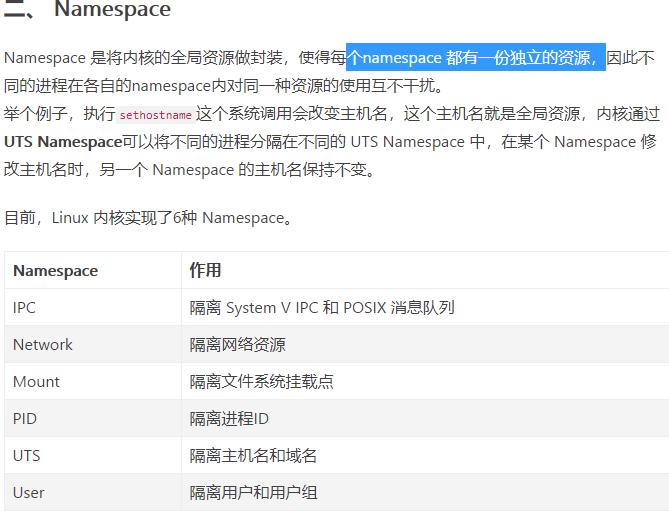 二、 Namespace
Namespace 是将内核的全局资源做封装，使得每个namespace 都有一份独立的资源，因此不
同的进程在各自的namespace内对同一种资源的使用互不干扰。
举个例子，执行sethostname这个系统调用会改变主机名，这个主机名就是全局资源，内核通过
UTS Namespace可以将不同的进程分隔在不同的 UTS Namespace 中，在某个 Namespace 修
改主机名时，另一个 Namespace 的主机名保持不变。
目前，Linux 内核实现了6种 Namespace。
Namespace 作用
IPC 隔离 System V IPC 和 POSIX 消息队列
Network 隔离网络资源
Mount 隔离文件系统挂载点
PID 隔离进程ID
UTS 隔离主机名和域名
User 隔离用户和用户组